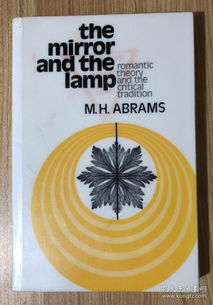 the
mirror
and the
lamp
romantic
theory
and the
critical
tradition
M.H. ABRAMS